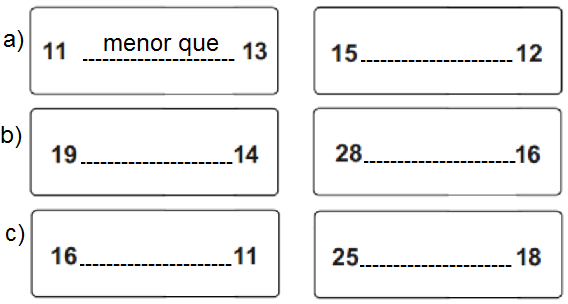 a) 11 menor que 13 15 12
b) 19 14 28 16
c) 16 11 25 18